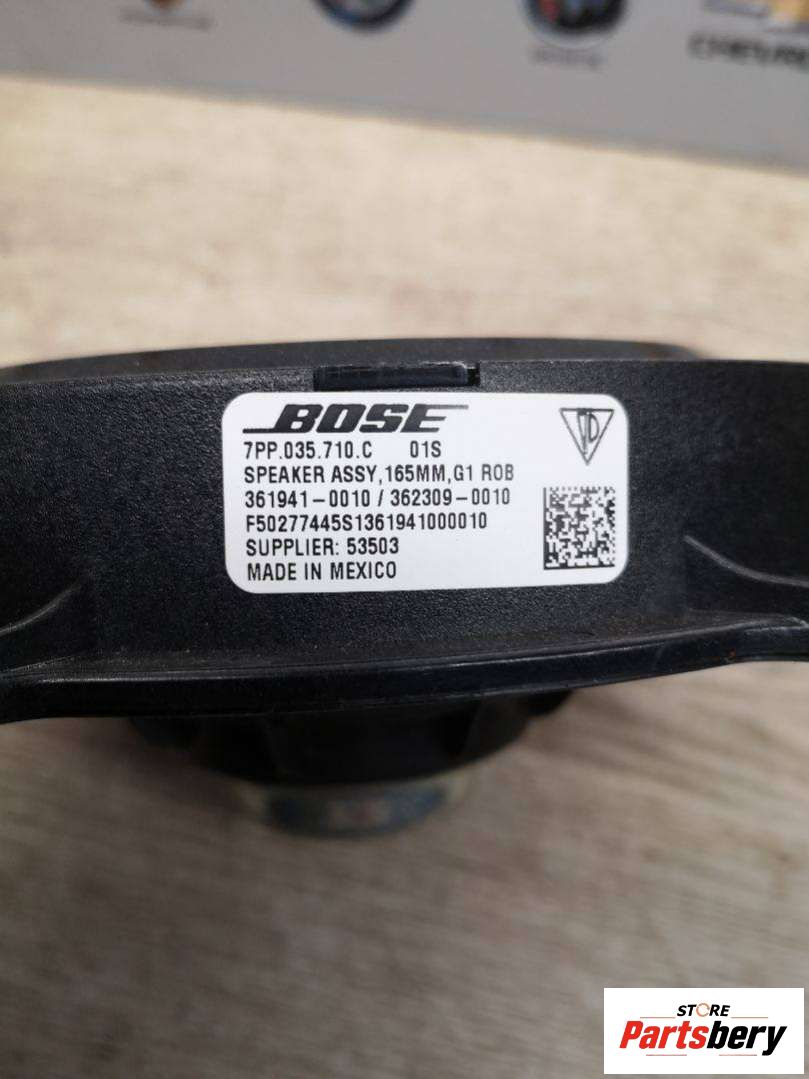 CHEVRO
BOSE
7PP.035.710.C 01S
SPEAKER ASSY,165MM,G1 ROB
361941-0010 / 362309-0010
F50277445S1361941000010
SUPPLIER: 53503
MADE IN MEXICO
STORE
Partsbery